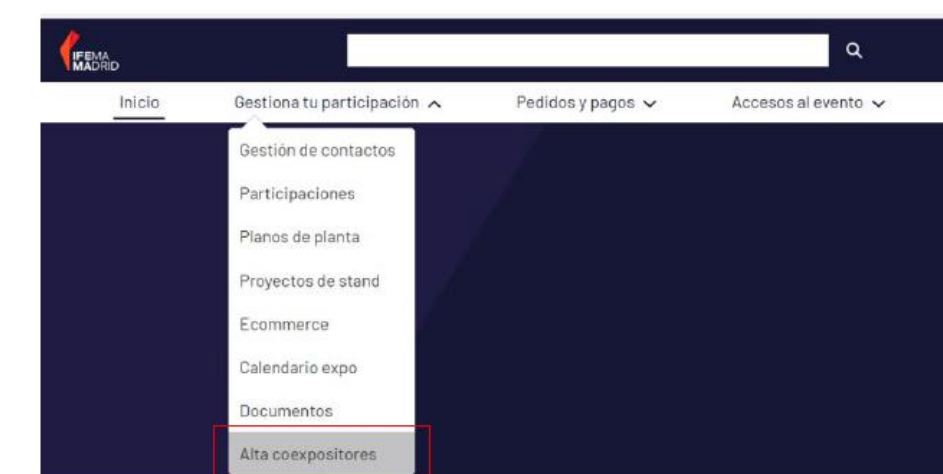 IFEMA
MADRID
Inicio Gestiona tu participación Pedidos y pagos Accesos al evento
Gestión de contactos
Participaciones
Planos de planta
Proyectos de stand
Ecommerce
Calendario expo
Documentos
Alta coexpositores